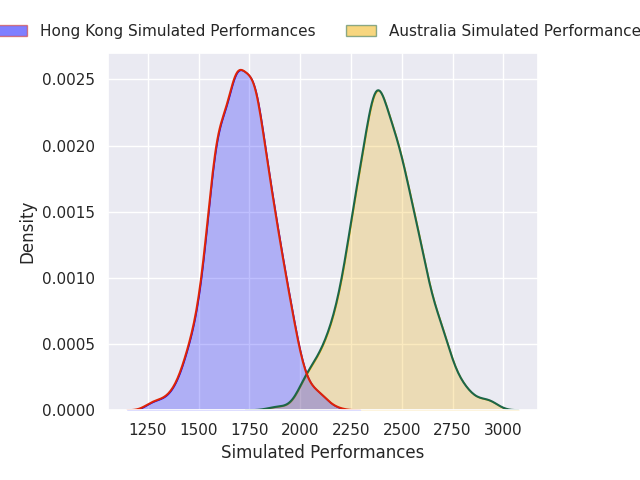 Hong Kong Simulated Performances
Australia Simulated Performance
0.0025
0.0020
0.0015
0.0010
0.0005
0.0000
Density
1250 1500 1750 2000 2250 2500 2750 3000
Simulated Performances